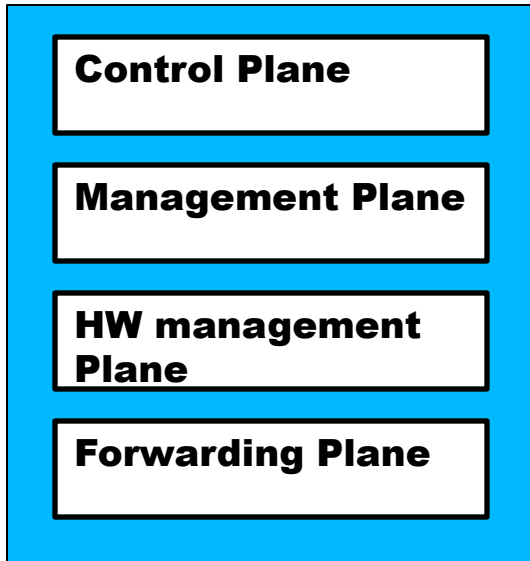 Control Plane
Management Plane
HW management
Plane
Forwarding Plane